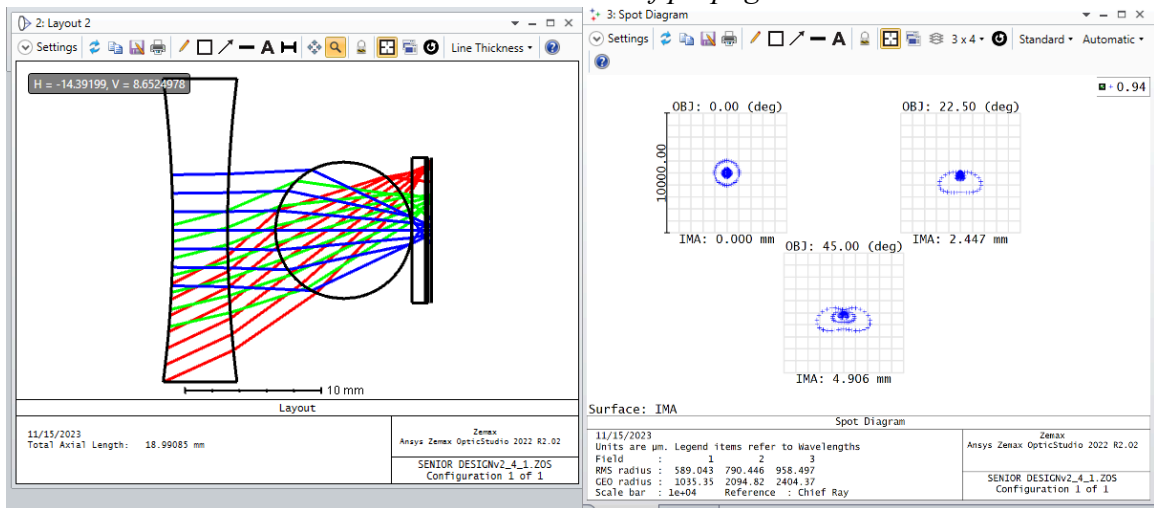 2: Layout 2
Settings
Line Thickness
H = -14.39199, V = 8.6524978
10 mm
Layout
11/15/2023
Total Axial Length:   18.99085 mm
Zemax
Ansys Zemax OpticStudio 2022 R2.02
SENIOR DESIGNv2_4_1.ZOS
Configuration 1 of 1
3: Spot Diagram
Settings
3 x 4
Standard
Automatic
0.94
OBJ: 0.00 (deg)
OBJ: 22.50 (deg)
10000.00
IMA: 0.000 mm
IMA: 2.447 mm
OBJ: 45.00 (deg)
IMA: 4.906 mm
Surface: IMA
Spot Diagram
11/15/2023
Units are µm. Legend items refer to Wavelengths
Field      :       1       2       3
RMS radius :  589.043  790.446  958.497
GEO radius :  1035.35  2094.82  2404.37
Scale bar  : 1e+04    Reference  : Chief Ray
Zemax
Ansys Zemax OpticStudio 2022 R2.02
SENIOR DESIGNv2_4_1.ZOS
Configuration 1 of 1